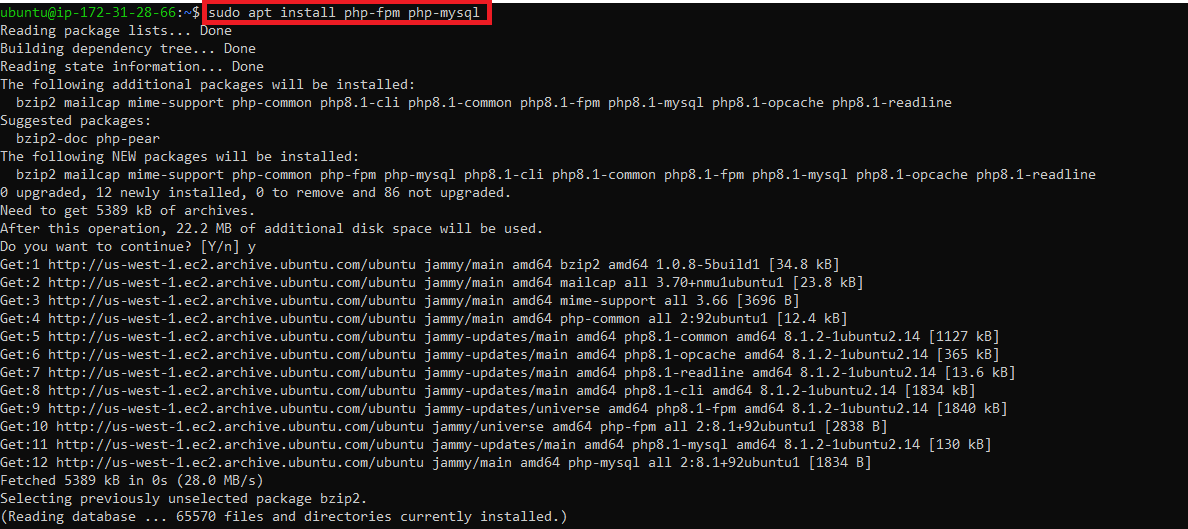 ubuntu@ip-172-31-28-66:~$ sudo apt install php-fpm php-mysql
Reading package lists... Done
Building dependency tree... Done
Reading state information... Done
The following additional packages will be installed:
  bzip2 mailcap mime-support php-common php8.1-cli php8.1-common php8.1-fpm php8.1-mysql php8.1-opcache php8.1-readline
Suggested packages:
  bzip2-doc php-pear
The following NEW packages will be installed:
  bzip2 mailcap mime-support php-common php-fpm php-mysql php8.1-cli php8.1-common php8.1-fpm php8.1-mysql php8.1-opcache php8.1-readline
0 upgraded, 12 newly installed, 0 to remove and 86 not upgraded.
Need to get 5389 kB of archives.
After this operation, 22.2 MB of additional disk space will be used.
Do you want to continue? [Y/n] y
Get:1 http://us-west-1.ec2.archive.ubuntu.com/ubuntu jammy/main amd64 bzip2 amd64 1.0.8-5build1 [34.8 kB]
Get:2 http://us-west-1.ec2.archive.ubuntu.com/ubuntu jammy/main amd64 mailcap all 3.70+nmu1ubuntu1 [23.8 kB]
Get:3 http://us-west-1.ec2.archive.ubuntu.com/ubuntu jammy/main amd64 mime-support all 3.66 [3696 B]
Get:4 http://us-west-1.ec2.archive.ubuntu.com/ubuntu jammy/main amd64 php-common all 2:92ubuntu1 [12.4 kB]
Get:5 http://us-west-1.ec2.archive.ubuntu.com/ubuntu jammy-updates/main amd64 php8.1-common amd64 8.1.2-1ubuntu2.14 [1127 kB]
Get:6 http://us-west-1.ec2.archive.ubuntu.com/ubuntu jammy-updates/main amd64 php8.1-opcache amd64 8.1.2-1ubuntu2.14 [365 kB]
Get:7 http://us-west-1.ec2.archive.ubuntu.com/ubuntu jammy-updates/main amd64 php8.1-readline amd64 8.1.2-1ubuntu2.14 [13.6 kB]
Get:8 http://us-west-1.ec2.archive.ubuntu.com/ubuntu jammy-updates/main amd64 php8.1-cli amd64 8.1.2-1ubuntu2.14 [1834 kB]
Get:9 http://us-west-1.ec2.archive.ubuntu.com/ubuntu jammy-updates/universe amd64 php8.1-fpm amd64 8.1.2-1ubuntu2.14 [1840 kB]
Get:10 http://us-west-1.ec2.archive.ubuntu.com/ubuntu jammy/universe amd64 php-fpm all 2:8.1+92ubuntu1 [2838 B]
Get:11 http://us-west-1.ec2.archive.ubuntu.com/ubuntu jammy-updates/main amd64 php8.1-mysql amd64 8.1.2-1ubuntu2.14 [130 kB]
Get:12 http://us-west-1.ec2.archive.ubuntu.com/ubuntu jammy/main amd64 php-mysql all 2:8.1+92ubuntu1 [1834 B]
Fetched 5389 kB in 0s (28.0 MB/s)
Selecting previously unselected package bzip2.
(Reading database ... 65570 files and directories currently installed.)